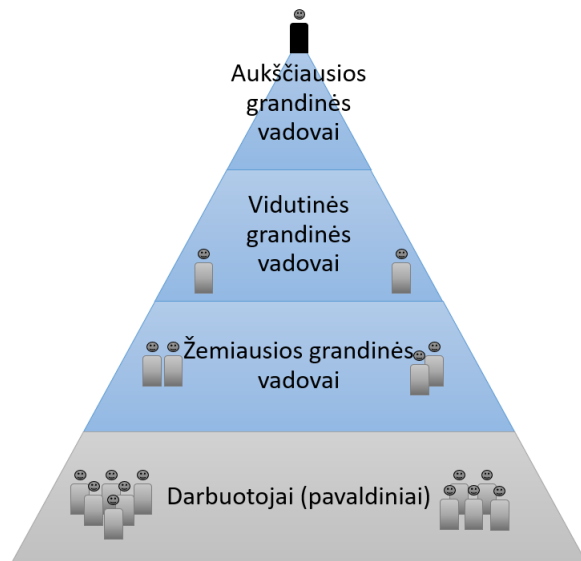 Aukščiausios
grandinės
vadovai
Vidutinės
grandinės
vadovai
Žemiausios grandinės
vadovai
Darbuotojai (pavaldiniai)